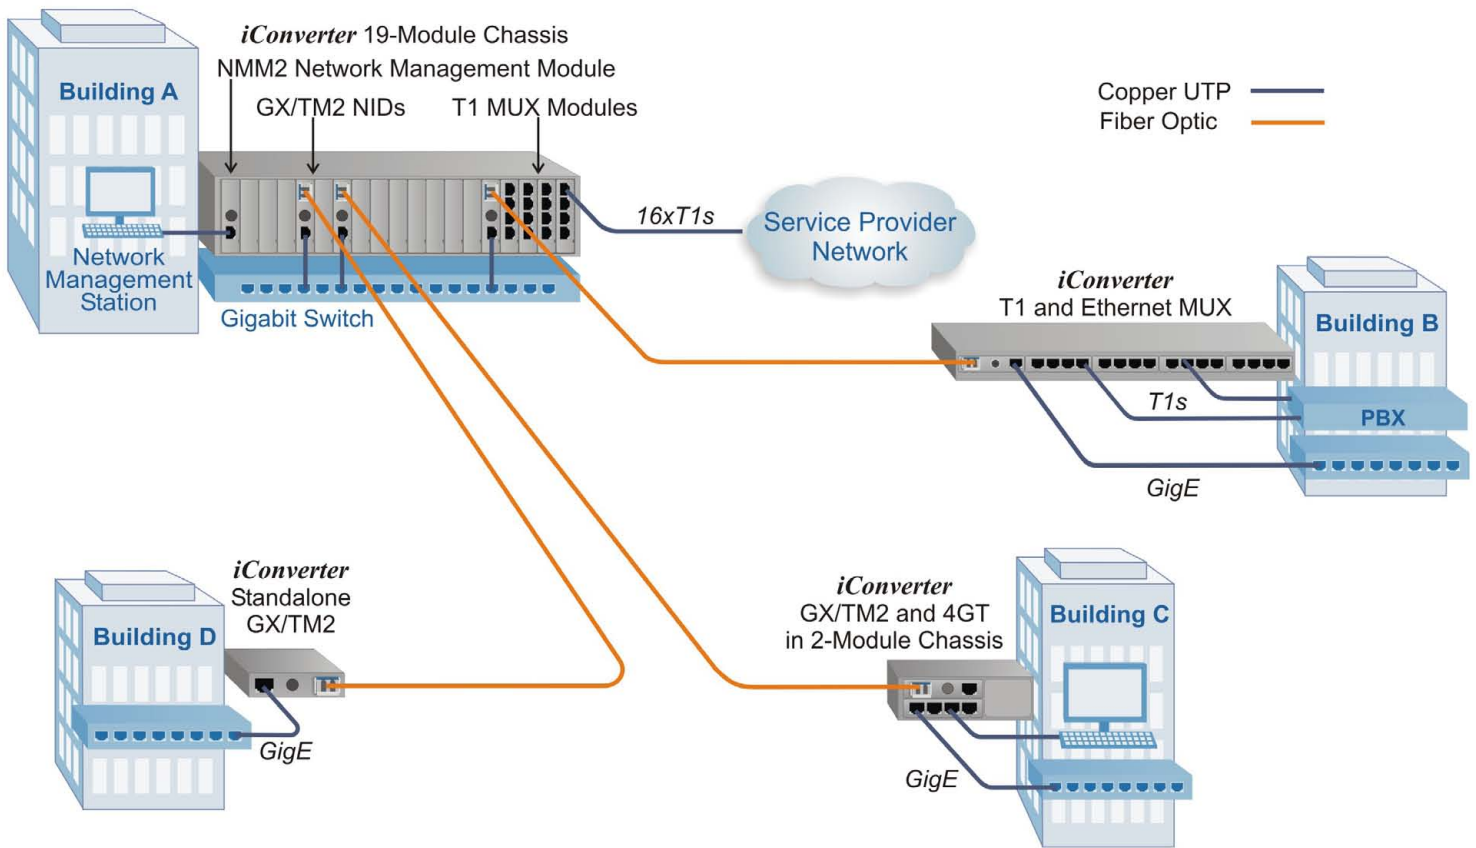 iConverter 19-Module Chassis
NMM2 Network Management Module
GX/TM2 NIDs
T1 MUX Modules
Building A
Network
Management
Station
Gigabit Switch
Copper UTP
Fiber Optic
16xT1s
Service Provider
Network
iConverter
T1 and Ethernet MUX
Building B
T1s
PBX
GigE
iConverter
Standalone
GX/TM2
Building D
GigE
iConverter
GX/TM2 and 4GT
in 2-Module Chassis
Building C
GigE